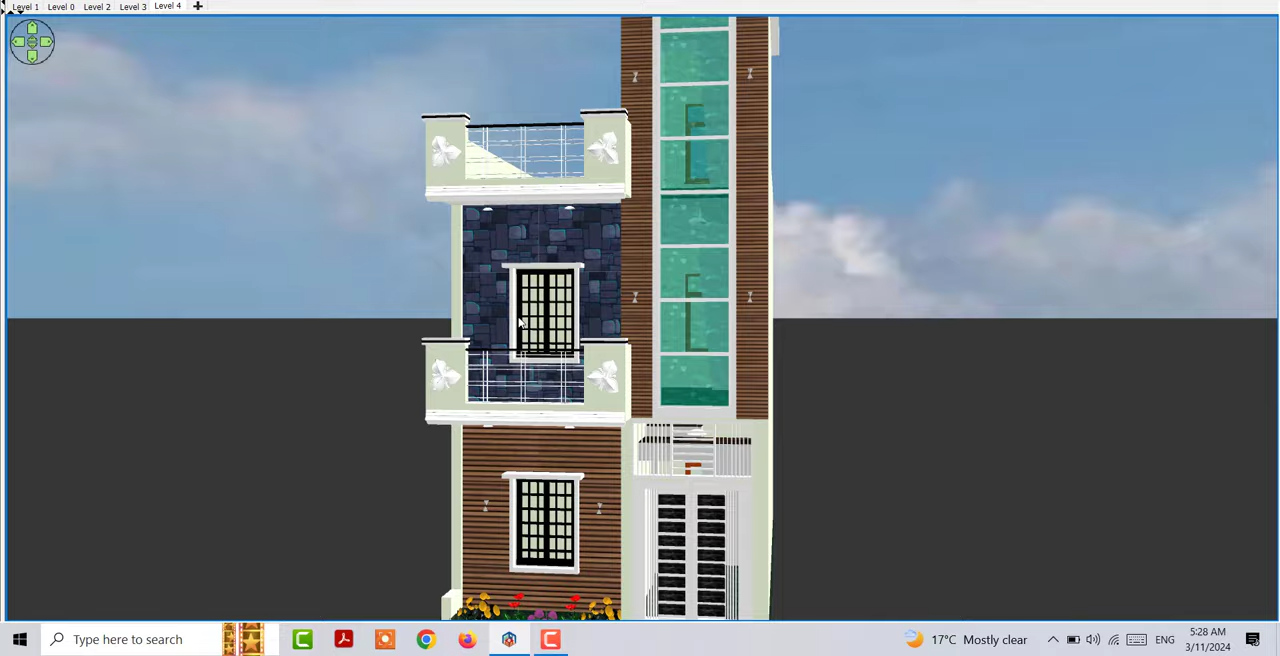 Level 1 Level 0 Level 2 Level 3 Level 4
Type here to search
17°C Mostly clear
ENG
5:28 AM
3/11/2024